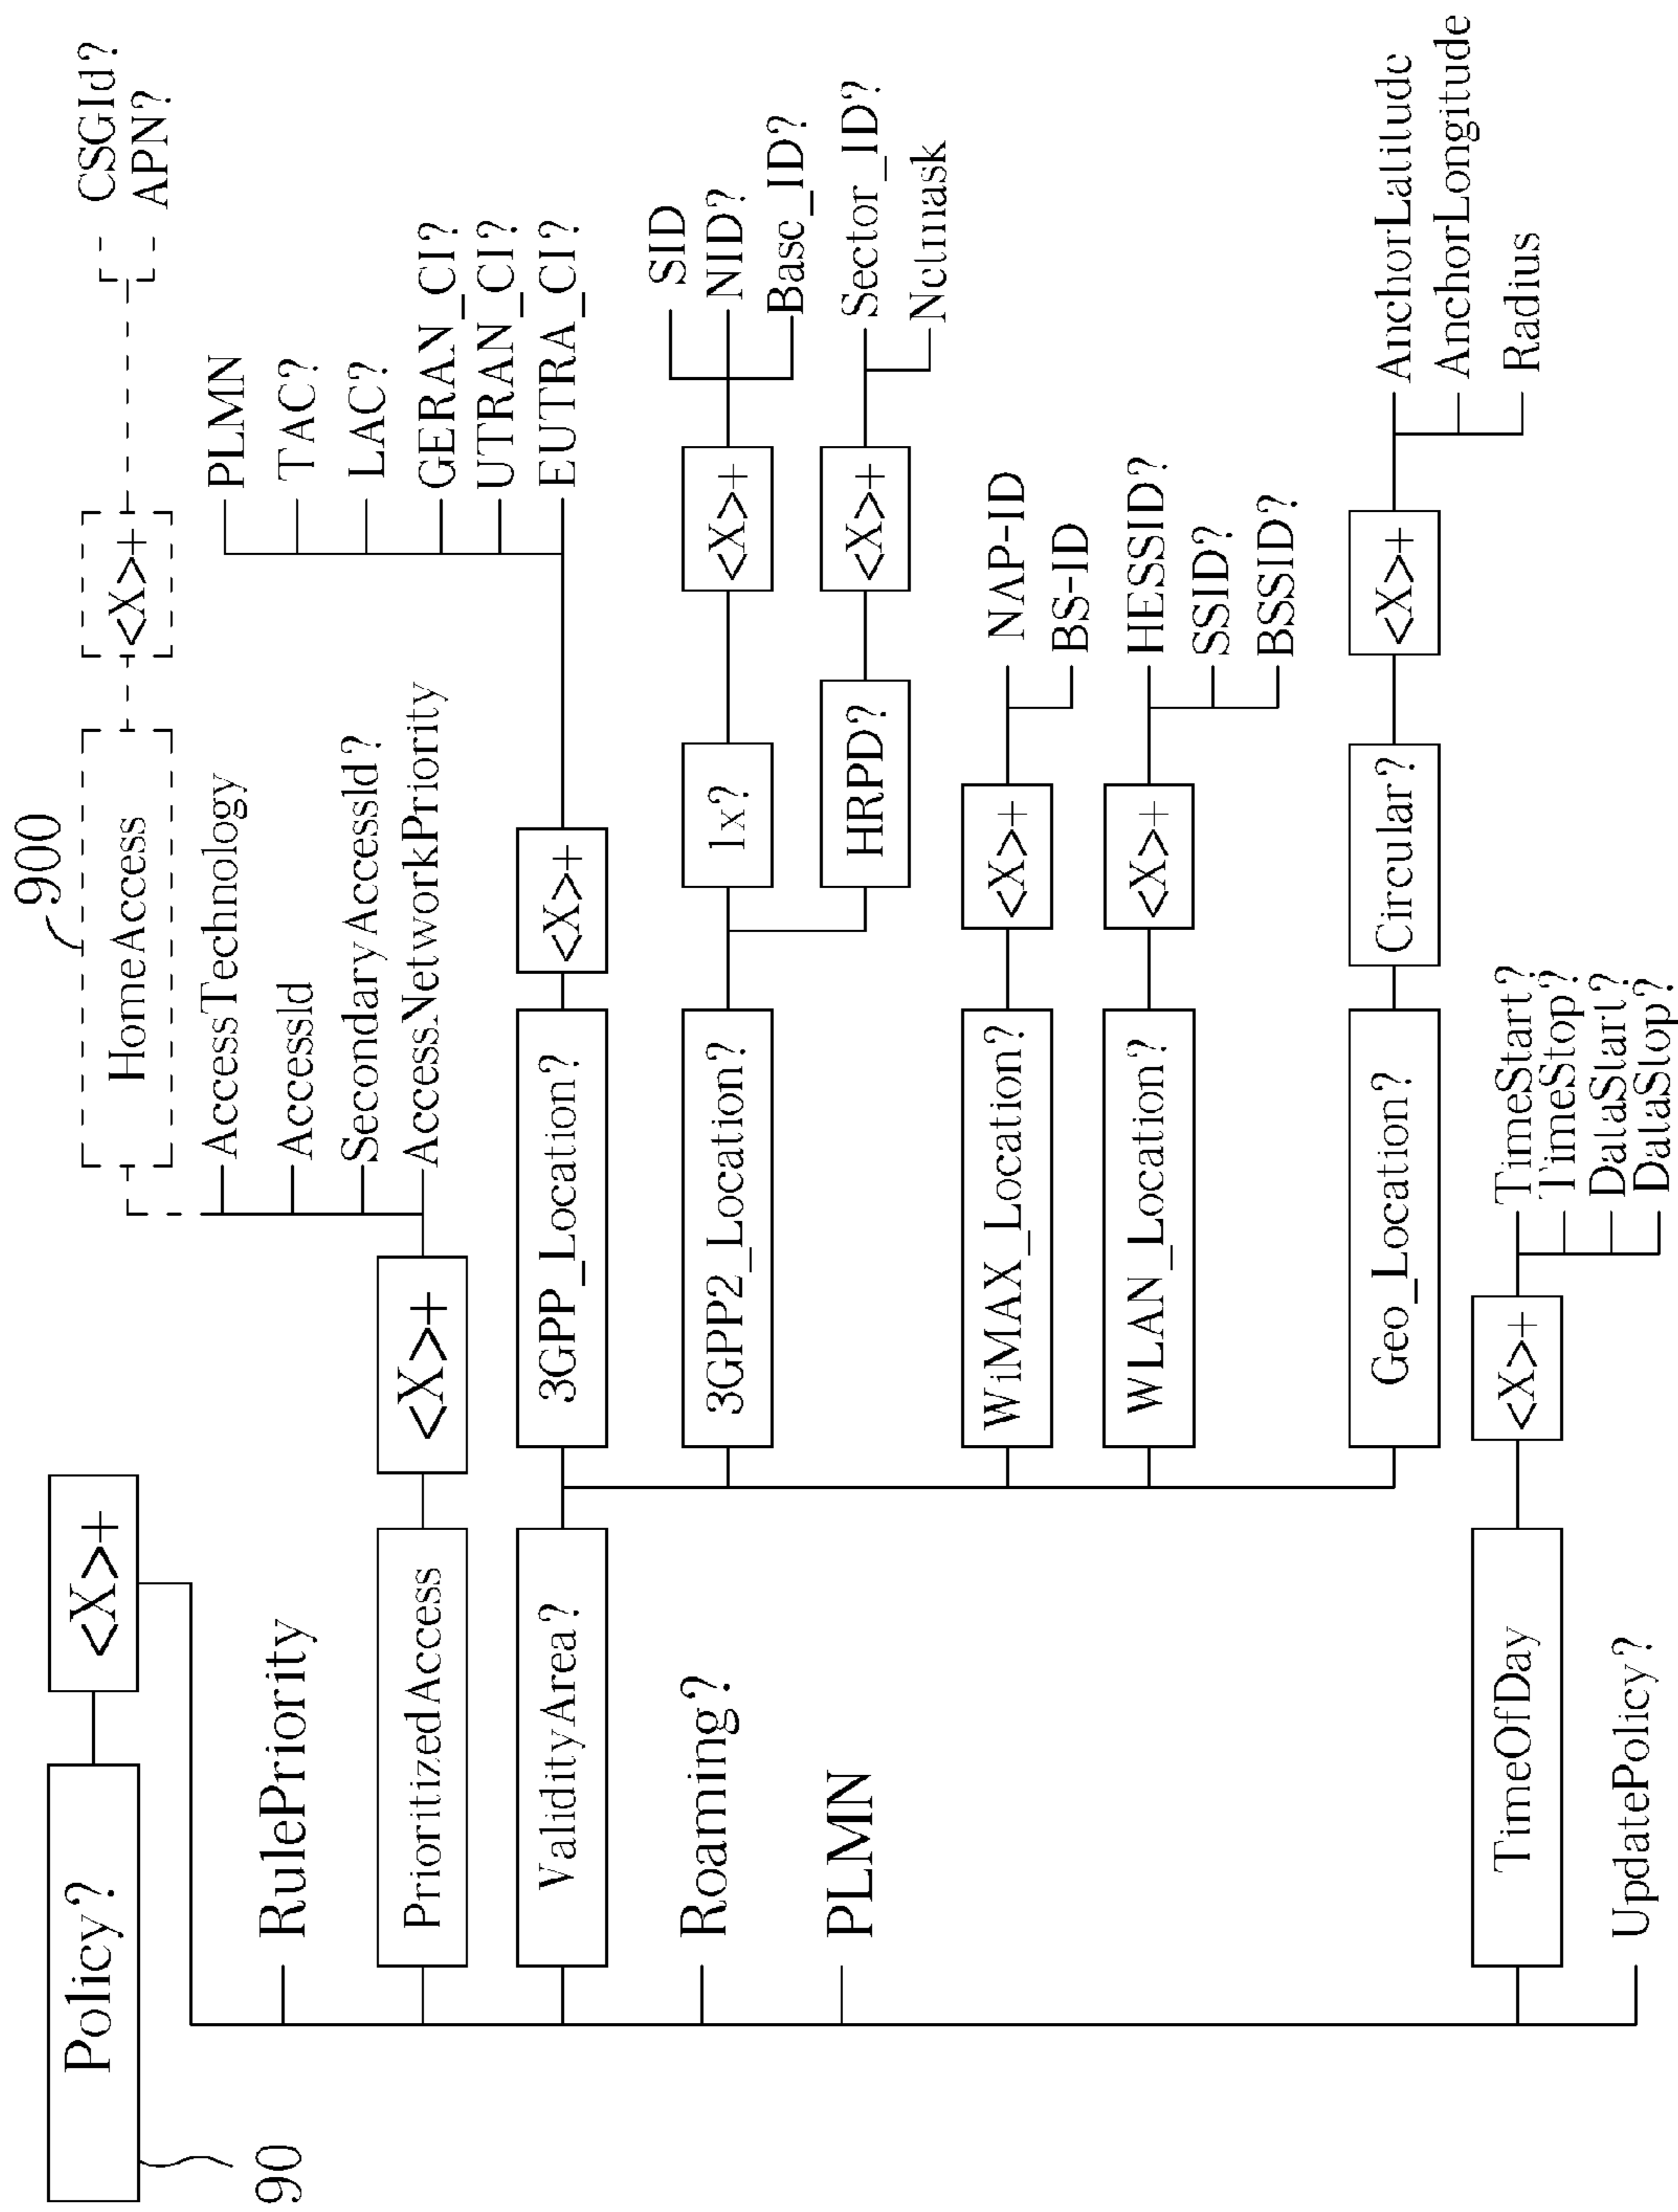 Policy?
<X>+
90
RulePriority
PrioritizedAccess
<X>+
900
HomeAccess
<X>+
CSGId?
APN?
AccessTechnology
AccessId
SecondaryAccessId?
AccessNetworkPriority
ValidityArea?
3GPP_Location?
<X>+
PLMN
TAC?
LAC?
GERAN_CI?
UTRAN_CI?
EUTRA_CI?
3GPP2_Location?
1x?
<X>+
SID
NID?
Base_ID?
HRPD?
<X>+
Sector_ID?
Netmask
WiMAX_Location?
<X>+
NAP-ID
BS-ID
WLAN_Location?
<X>+
HESSID?
SSID?
BSSID?
Geo_Location?
Circular?
<X>+
AnchorLatitude
AnchorLongitude
Radius
Roaming?
PLMN
TimeOfDay
<X>+
TimeStart?
TimeStop?
DataStart?
DataStop?
UpdatePolicy?